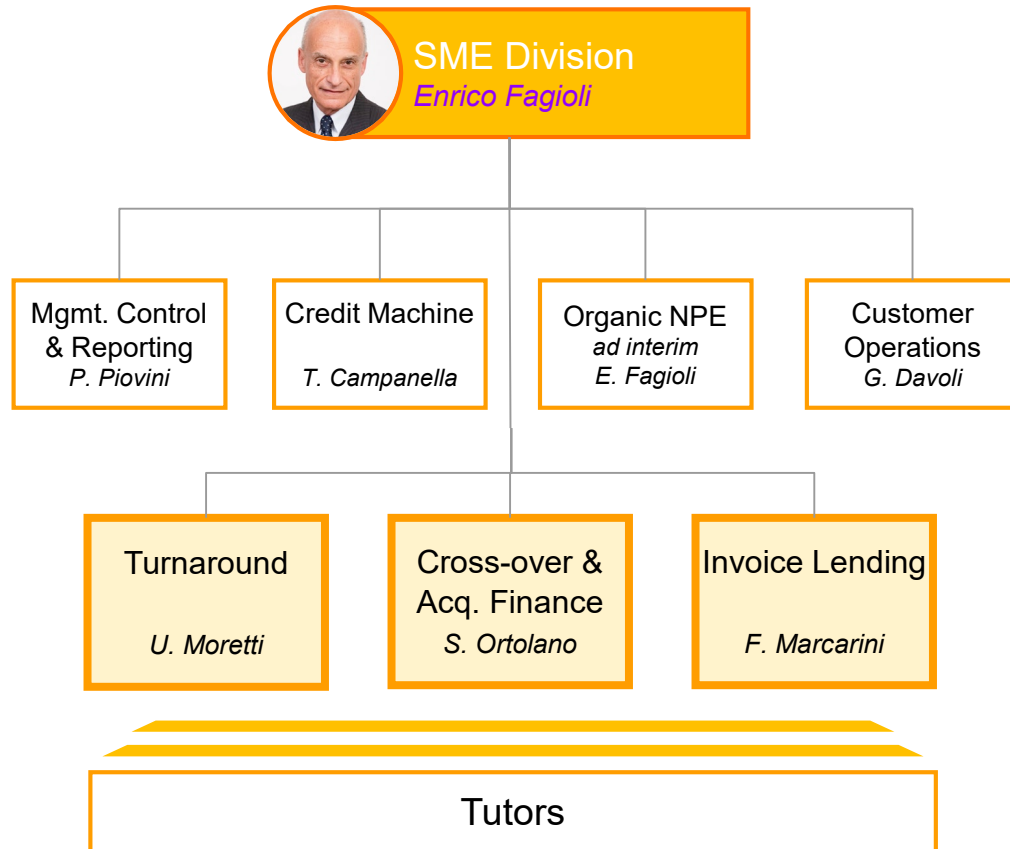 SME Division
Enrico Fagioli
Mgmt. Control
& Reporting
P. Piovini
Credit Machine
T. Campanella
Organic NPE
ad interim
E. Fagioli
Customer
Operations
G. Davoli
Turnaround
U. Moretti
Cross-over &
Acq. Finance
S. Ortolano
Invoice Lending
F. Marcarini
Tutors